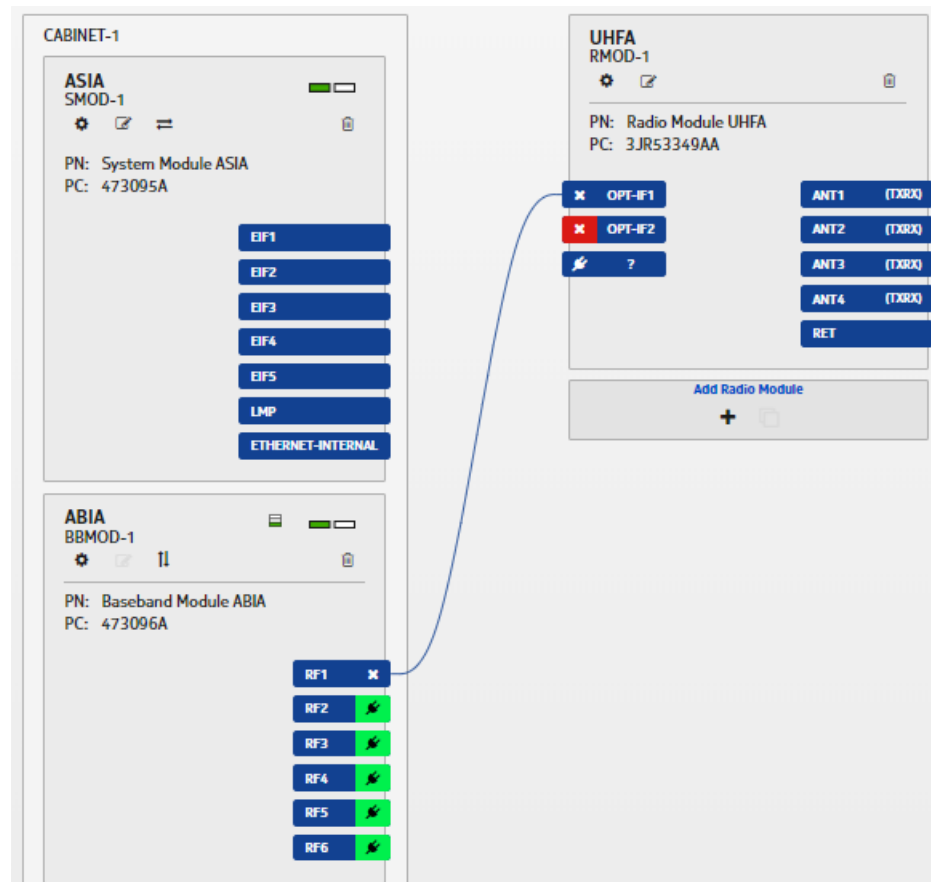 CABINET-1
ASIA
SMOD-1
PN: System Module ASIA
PC: 473095A
EIF1
EIF2
EIF3
EIF4
EIF5
LMP
ETHERNET-INTERNAL
ABIA
BBMOD-1
PN: Baseband Module ABIA
PC: 473096A
RF1
RF2
RF3
RF4
RF5
RF6
UHFA
RMOD-1
PN: Radio Module UHFA
PC: 3JR53349AA
OPT-IF1
OPT-IF2
?
ANT1 (TXRX)
ANT2 (TXRX)
ANT3 (TXRX)
ANT4 (TXRX)
RET
Add Radio Module